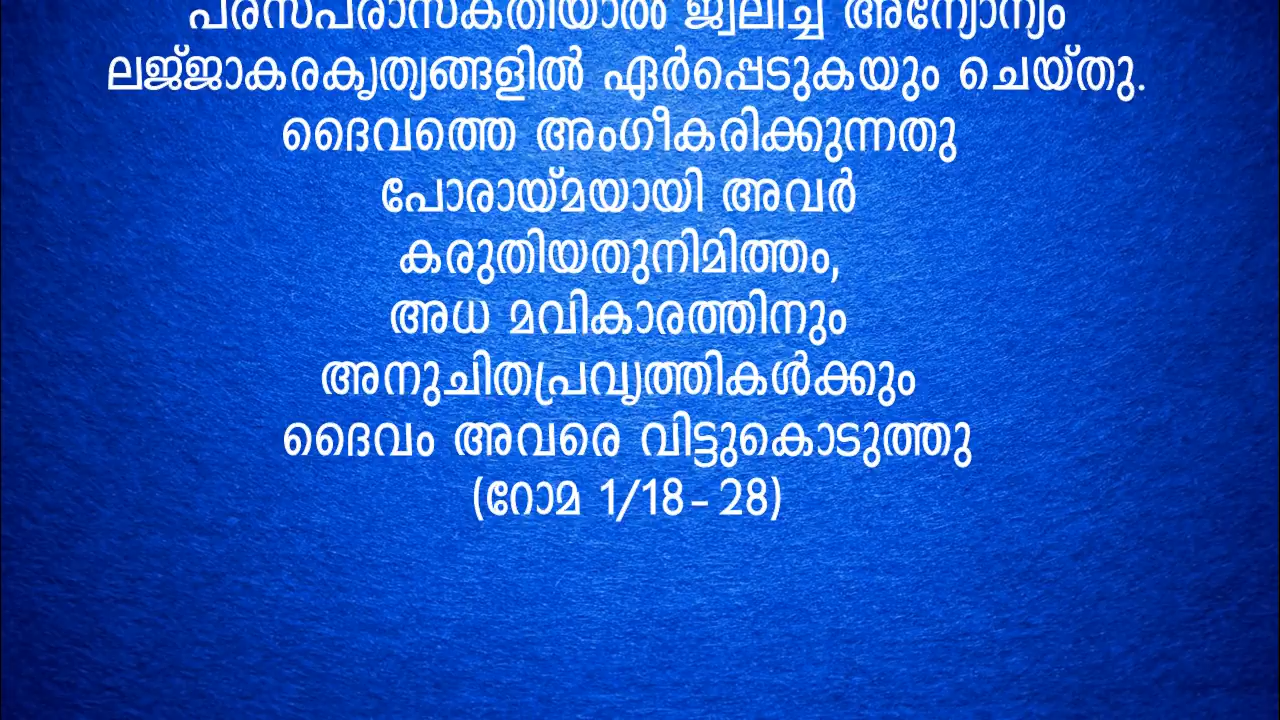 പരസ്പരാസക്തിയാൽ ജ്വലിച്ച് അന്യോന്യം
ലജ്ജാകരകൃത്യങ്ങളിൽ ഏർപ്പെടുകയും ചെയ്തു.
ദൈവത്തെ അംഗീകരിക്കുന്നതു
പോരായ്മയായി അവർ
കരുതിയതുനിമിത്തം,
അധ മവികാരത്തിനും
അനുചിതപ്രവൃത്തികൾക്കും
ദൈവം അവരെ വിട്ടുകൊടുത്തു
(റോമ 1/18-28)